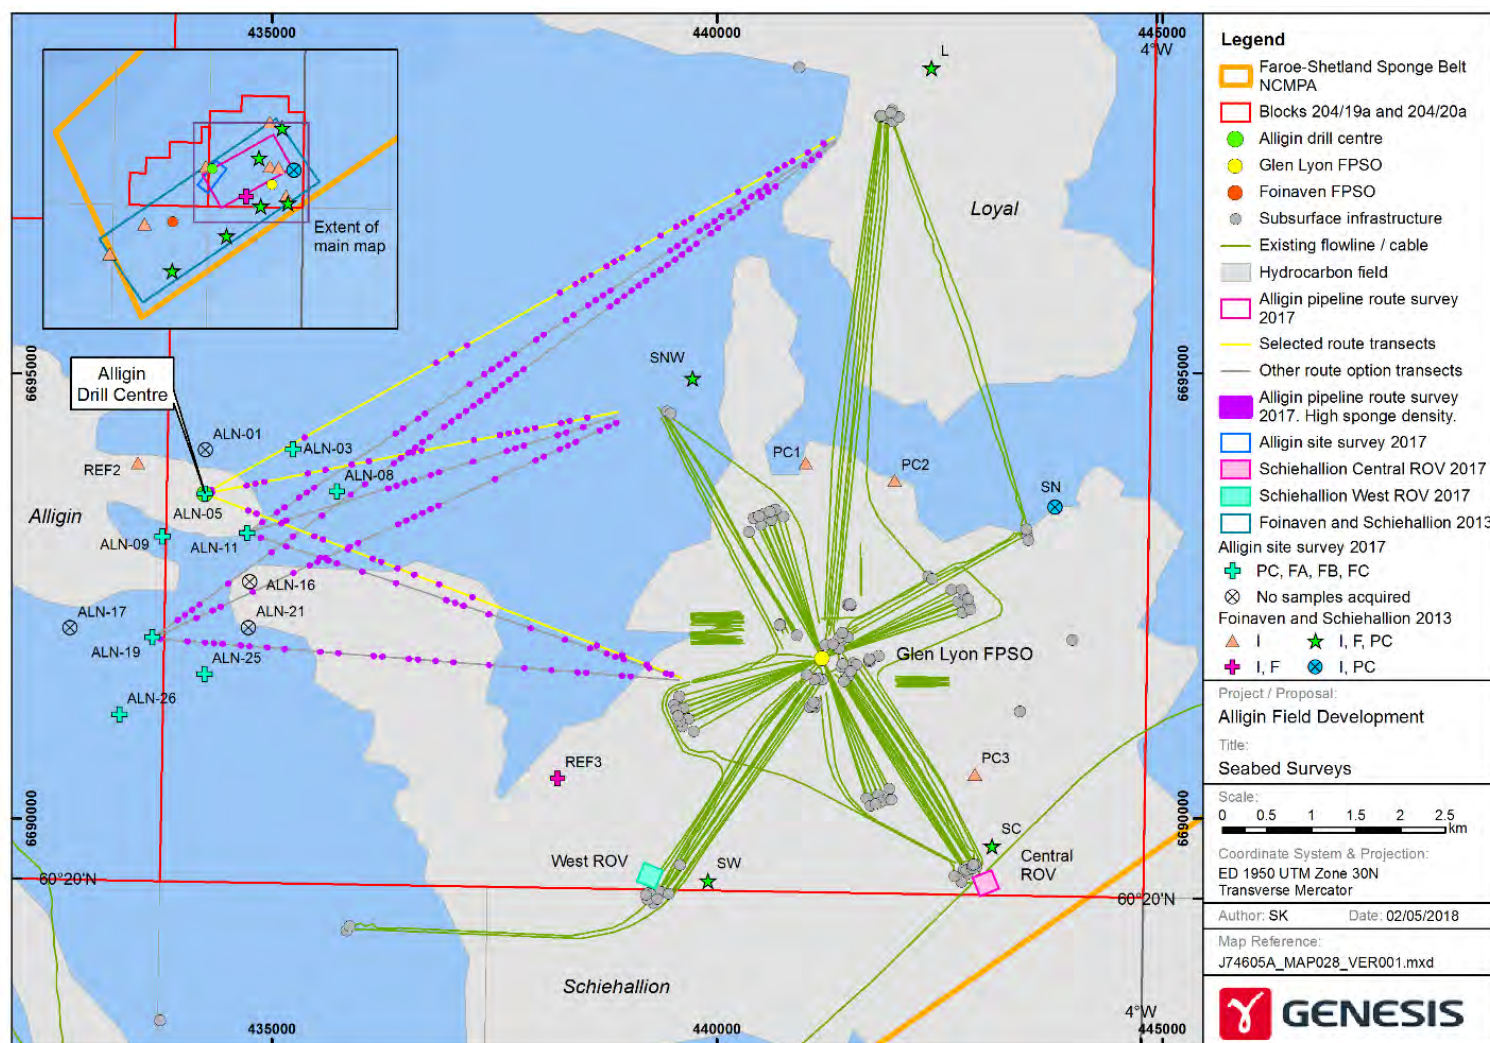 435000
440000
445000
4°W
L
Extent of
main map
Loyal
6695000
6695000
SNW
Alligin
Drill Centre
ALN-01
ALN-03
PC1
PC2
REF2
ALN-08
SN
Alligin
ALN-05
ALN-09
ALN-11
ALN-16
ALN-17
ALN-21
ALN-19
ALN-25
Glen Lyon FPSO
ALN-26
REF3
PC3
6690000
6690000
SC
West ROV
SW
Central
ROV
60°20'N
60°20'N
Schiehallion
4°W
435000
440000
445000
Legend
Faroe-Shetland Sponge Belt
NCMPA
Blocks 204/19a and 204/20a
Alligin drill centre
Glen Lyon FPSO
Foinaven FPSO
Subsurface infrastructure
Existing flowline / cable
Hydrocarbon field
Alligin pipeline route survey
2017
Selected route transects
Other route option transects
Alligin pipeline route survey
2017. High sponge density.
Alligin site survey 2017
Schiehallion Central ROV 2017
Schiehallion West ROV 2017
Foinaven and Schiehallion 2013
Alligin site survey 2017
PC, FA, FB, FC
No samples acquired
Foinaven and Schiehallion 2013
I
I, F, PC
I, F
I, PC
Project / Proposal:
Alligin Field Development
Title:
Seabed Surveys
Scale:
0 0.5 1 1.5 2 2.5
km
Coordinate System & Projection:
ED 1950 UTM Zone 30N
Transverse Mercator
Author: SK Date: 02/05/2018
Map Reference:
J74605A_MAP028_VER001.mxd
GENESIS